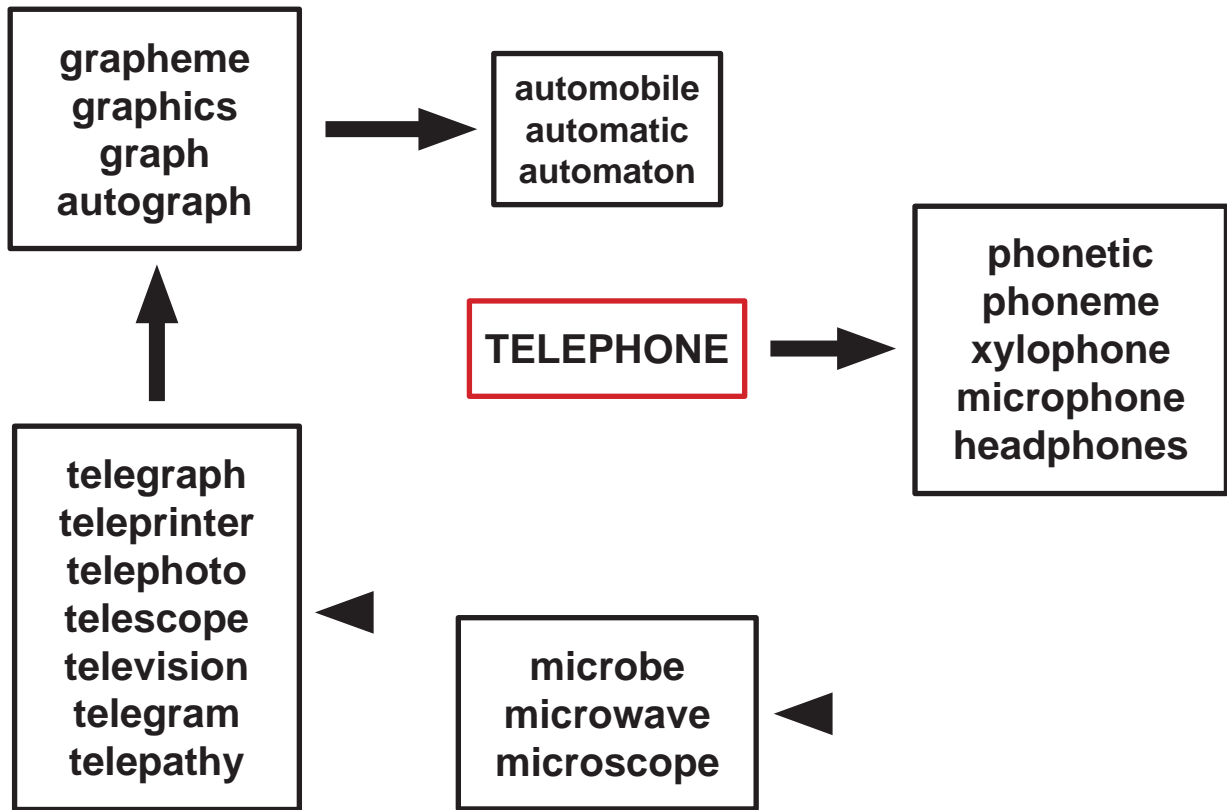 grapheme
graphics
graph
autograph
automobile
automatic
automaton
TELEPHONE
phonetic
phoneme
xylophone
microphone
headphones
telegraph
teleprinter
telephoto
telescope
television
telegram
telepathy
microbe
microwave
microscope